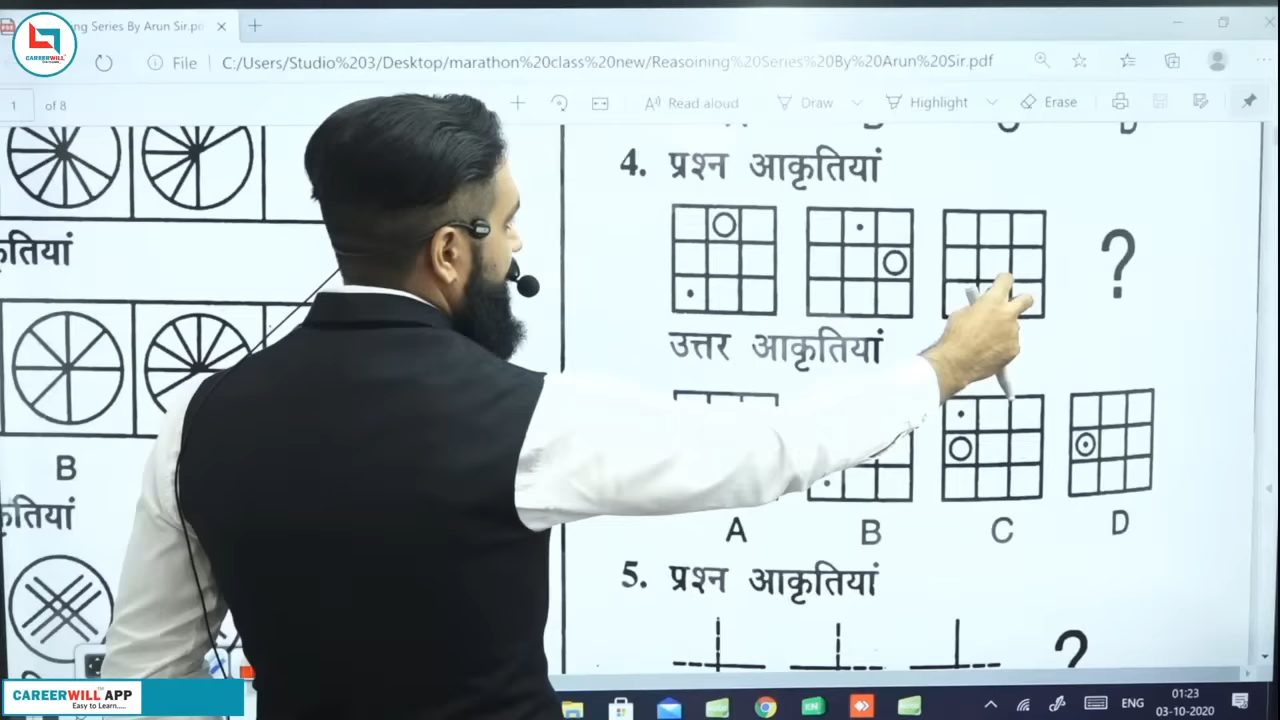 ing Series By Arun Sir.pd
CAREERWILL
File
C:/Users/Studio%203/Desktop/marathon%20class%20new/Reasoining%20Series%20By%20Arun%20Sir.pdf
1 of 8
Read aloud
Draw
Highlight
Erase
4. प्रश्न आकृतियां
?
उत्तर आकृतियां
A B C D
5. प्रश्न आकृतियां
?
B
CAREERWILL APP
Easy to Learn.....
ENG
01:23
03-10-2020